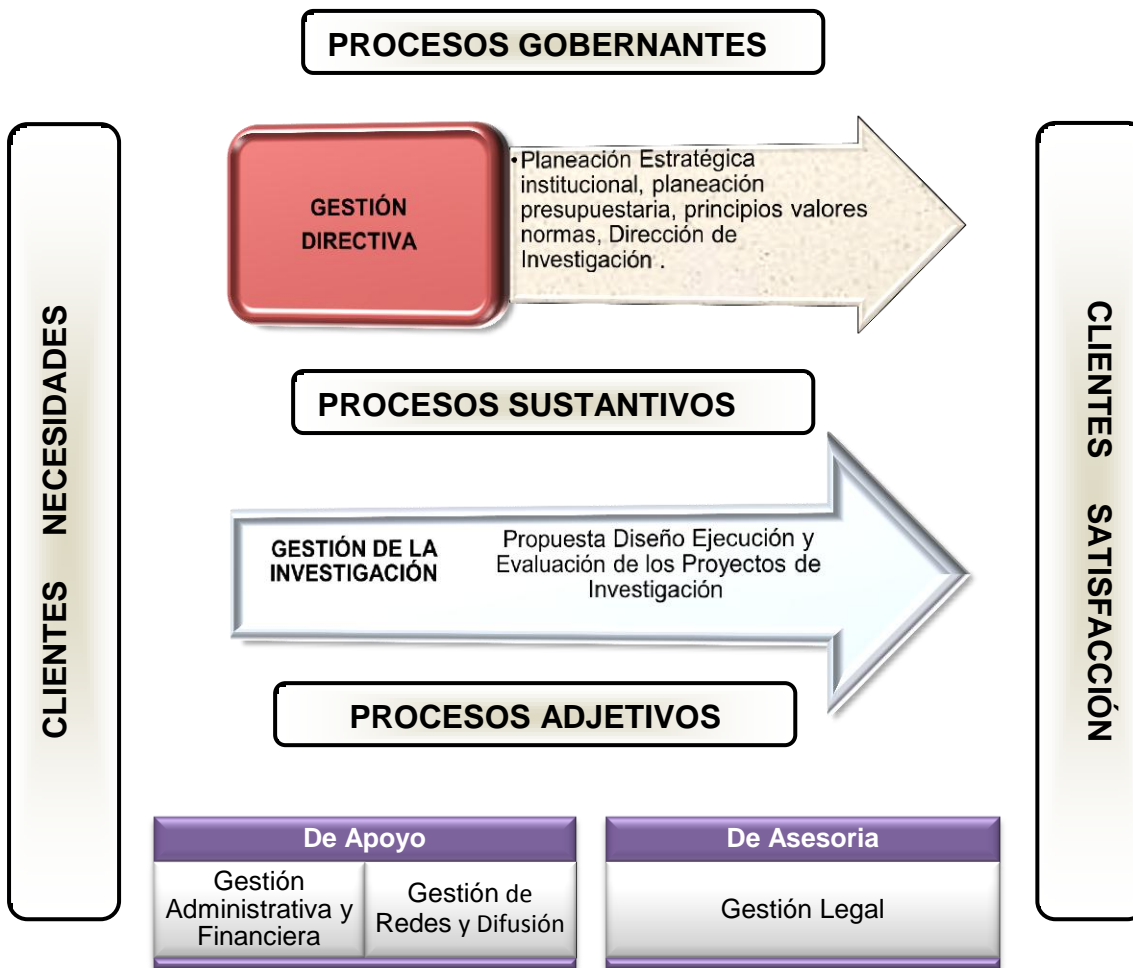 PROCESOS GOBERNANTES
CLIENTES NECESIDADES
GESTIÓN
DIRECTIVA
•Planeación Estratégica
institucional, planeación
presupuestaria, principios valores
normas, Dirección de
Investigación .
CLIENTES SATISFACCIÓN
PROCESOS SUSTANTIVOS
GESTIÓN DE LA
INVESTIGACIÓN
Propuesta Diseño Ejecución y
Evaluación de los Proyectos de
Investigación
PROCESOS ADJETIVOS
De Apoyo
Gestión
Administrativa y
Financiera
Gestión de
Redes y Difusión
De Asesoria
Gestión Legal